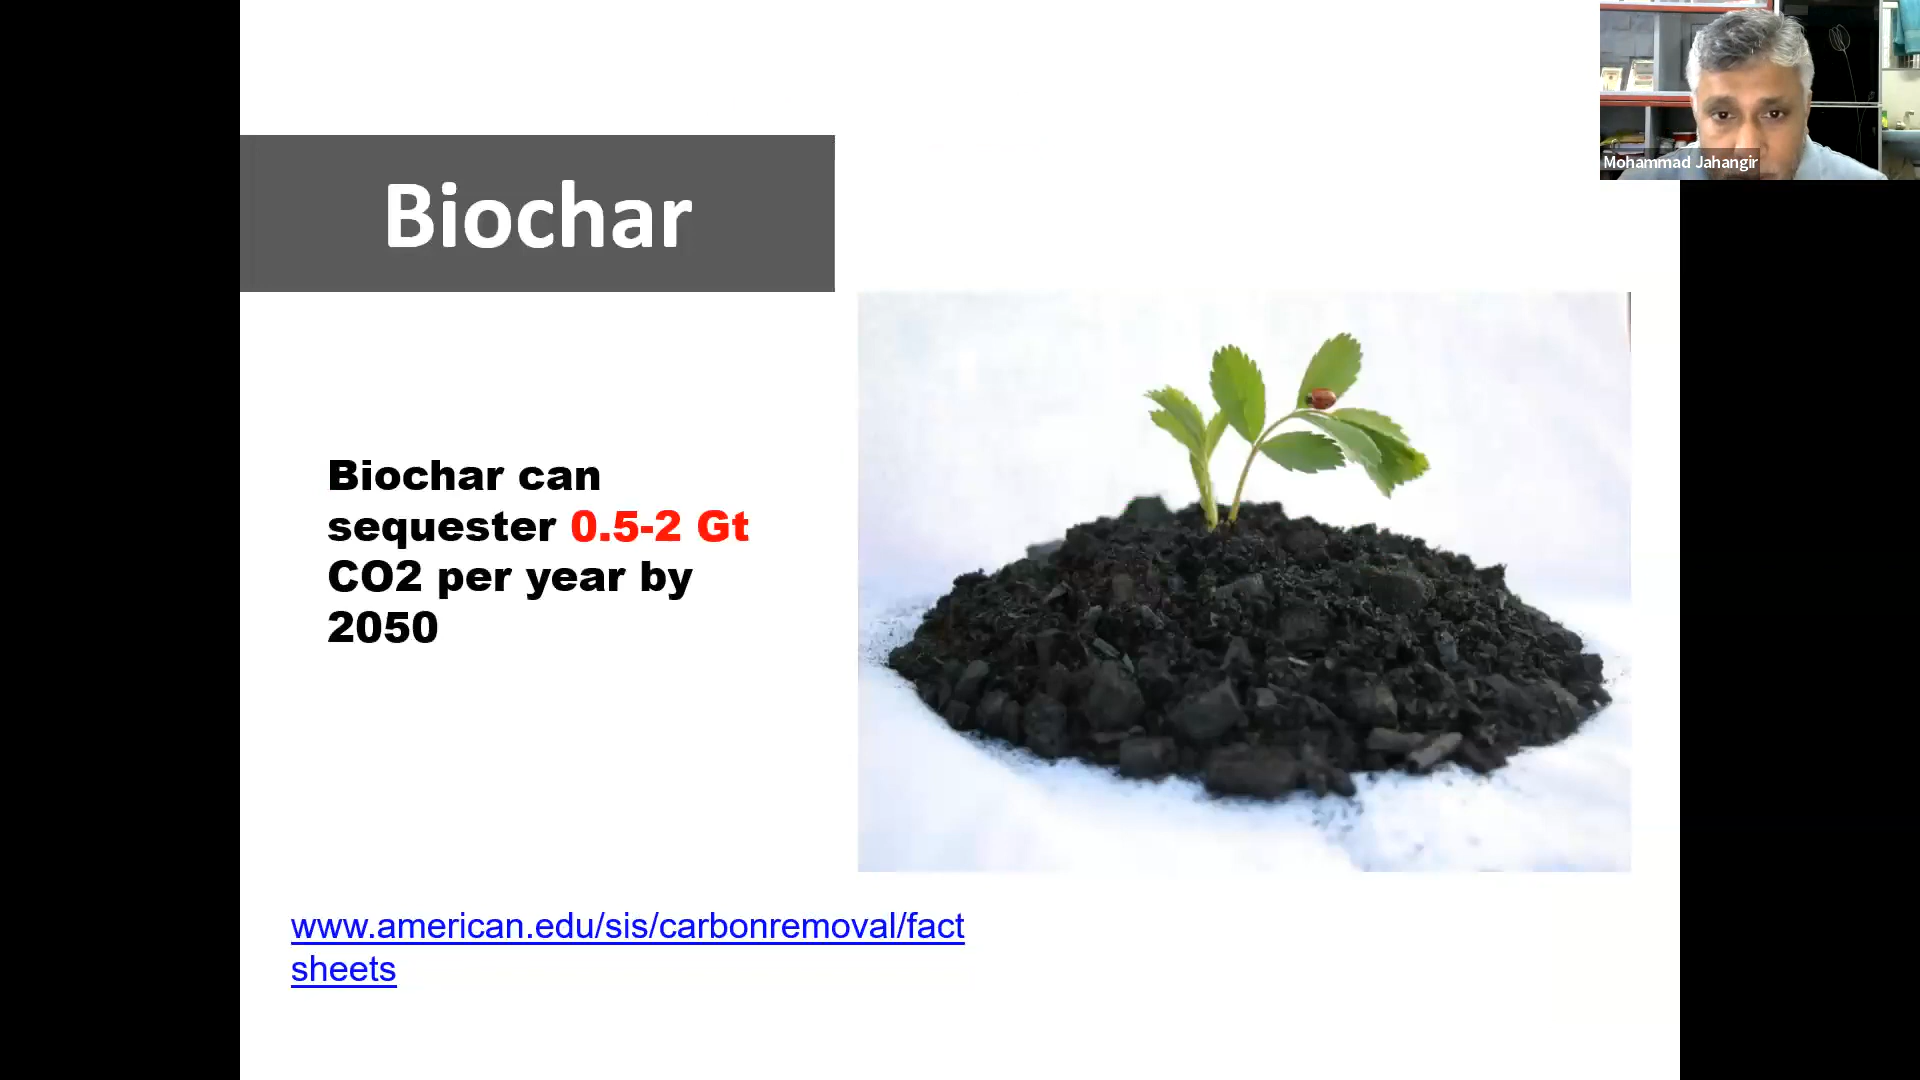 Biochar
Mohammad Jahangir
Biochar can
sequester 0.5-2 Gt
CO2 per year by
2050
www.american.edu/sis/carbonremoval/fact
sheets